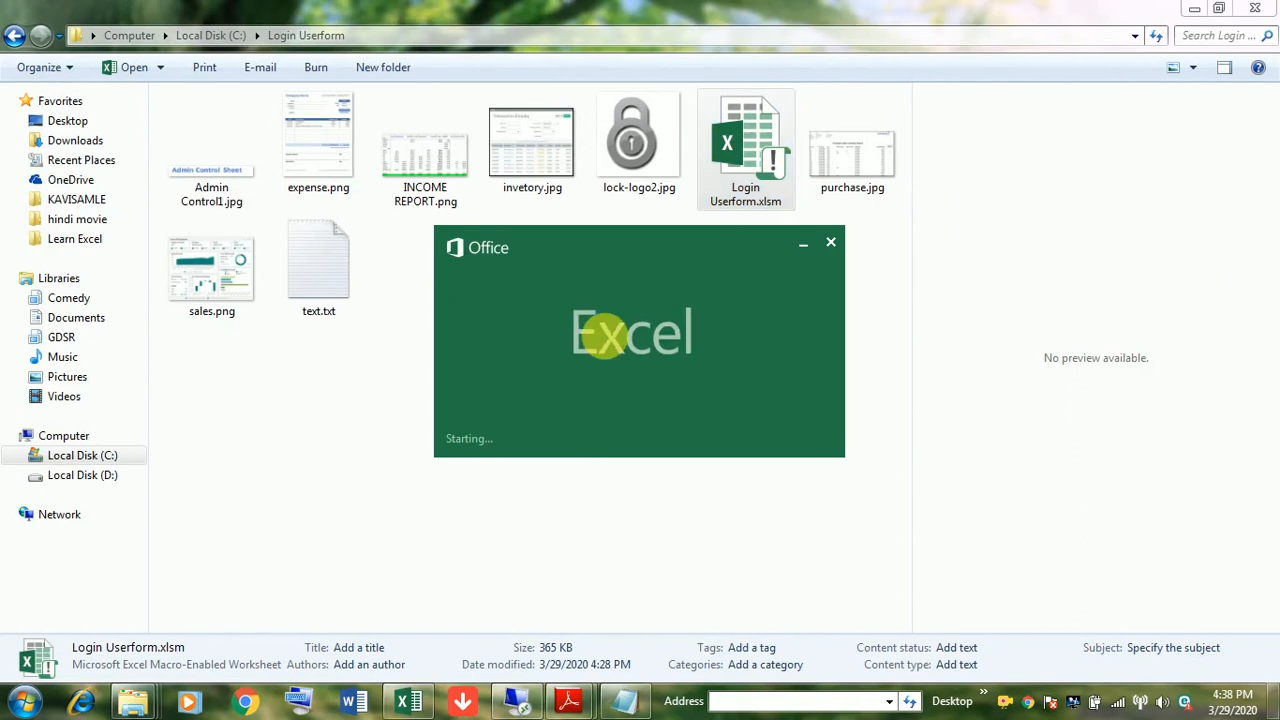 Computer Local Disk (C:) Login Userform
Search Login ...
Organize Open Print E-mail Burn New folder
Favorites
Desktop
Downloads
Recent Places
OneDrive
hindi movie
Learn Excel
Libraries
Comedy
Documents
GDSR
Music
Pictures
Videos
Computer
Local Disk (C:)
Local Disk (D:)
Network
Admin Control Sheet
Admin
Control1.jpg
expense.png
INCOME
REPORT.png
invetory.jpg
lock-logo2.jpg
Login
Userform.xlsm
purchase.jpg
sales.png
text.txt
Office
Excel
Starting...
No preview available.
Login Userform.xlsm Title: Add a title Size: 365 KB Tags: Add a tag Content status: Add text Subject: Specify the subject
Microsoft Excel Macro-Enabled Worksheet Authors: Add an author Date modified: 3/29/2020 4:28 PM Categories: Add a category Content type: Add text
Address Desktop
4:38 PM
3/29/2020